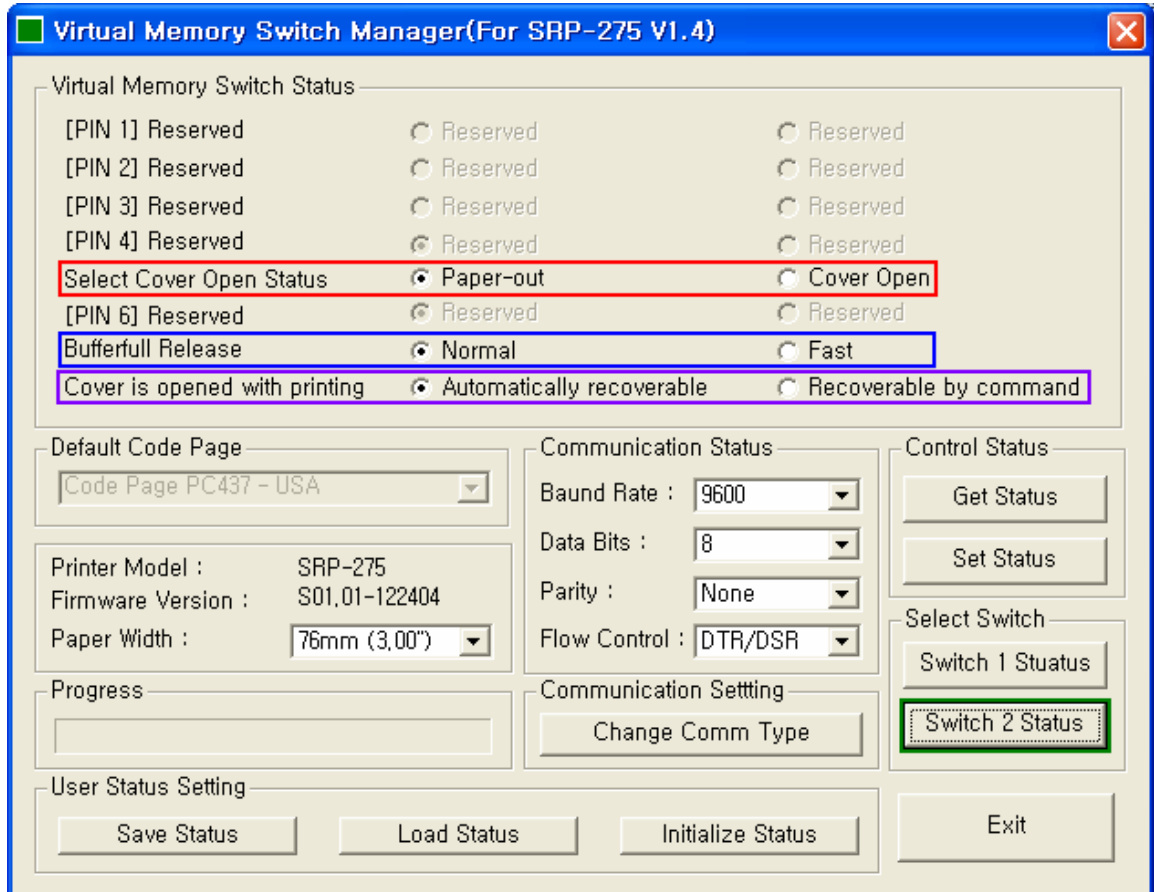 Virtual Memory Switch Manager(For SRP-275 V1.4)
Virtual Memory Switch Status
[PIN 1] Reserved Reserved Reserved
[PIN 2] Reserved Reserved Reserved
[PIN 3] Reserved Reserved Reserved
[PIN 4] Reserved Reserved Reserved
Select Cover Open Status Paper-out Cover Open
[PIN 6] Reserved Reserved Reserved
Bufferfull Release Normal Fast
Cover is opened with printing Automatically recoverable Recoverable by command
Default Code Page
Code Page PC437 - USA
Printer Model : SRP-275
Firmware Version : S01.01-122404
Paper Width : 76mm (3.00")
Progress
Communication Status
Baund Rate : 9600
Data Bits : 8
Parity : None
Flow Control : DTR/DSR
Communication Settting
Change Comm Type
Control Status
Get Status
Set Status
Select Switch
Switch 1 Stuatus
Switch 2 Status
User Status Setting
Save Status Load Status Initialize Status
Exit